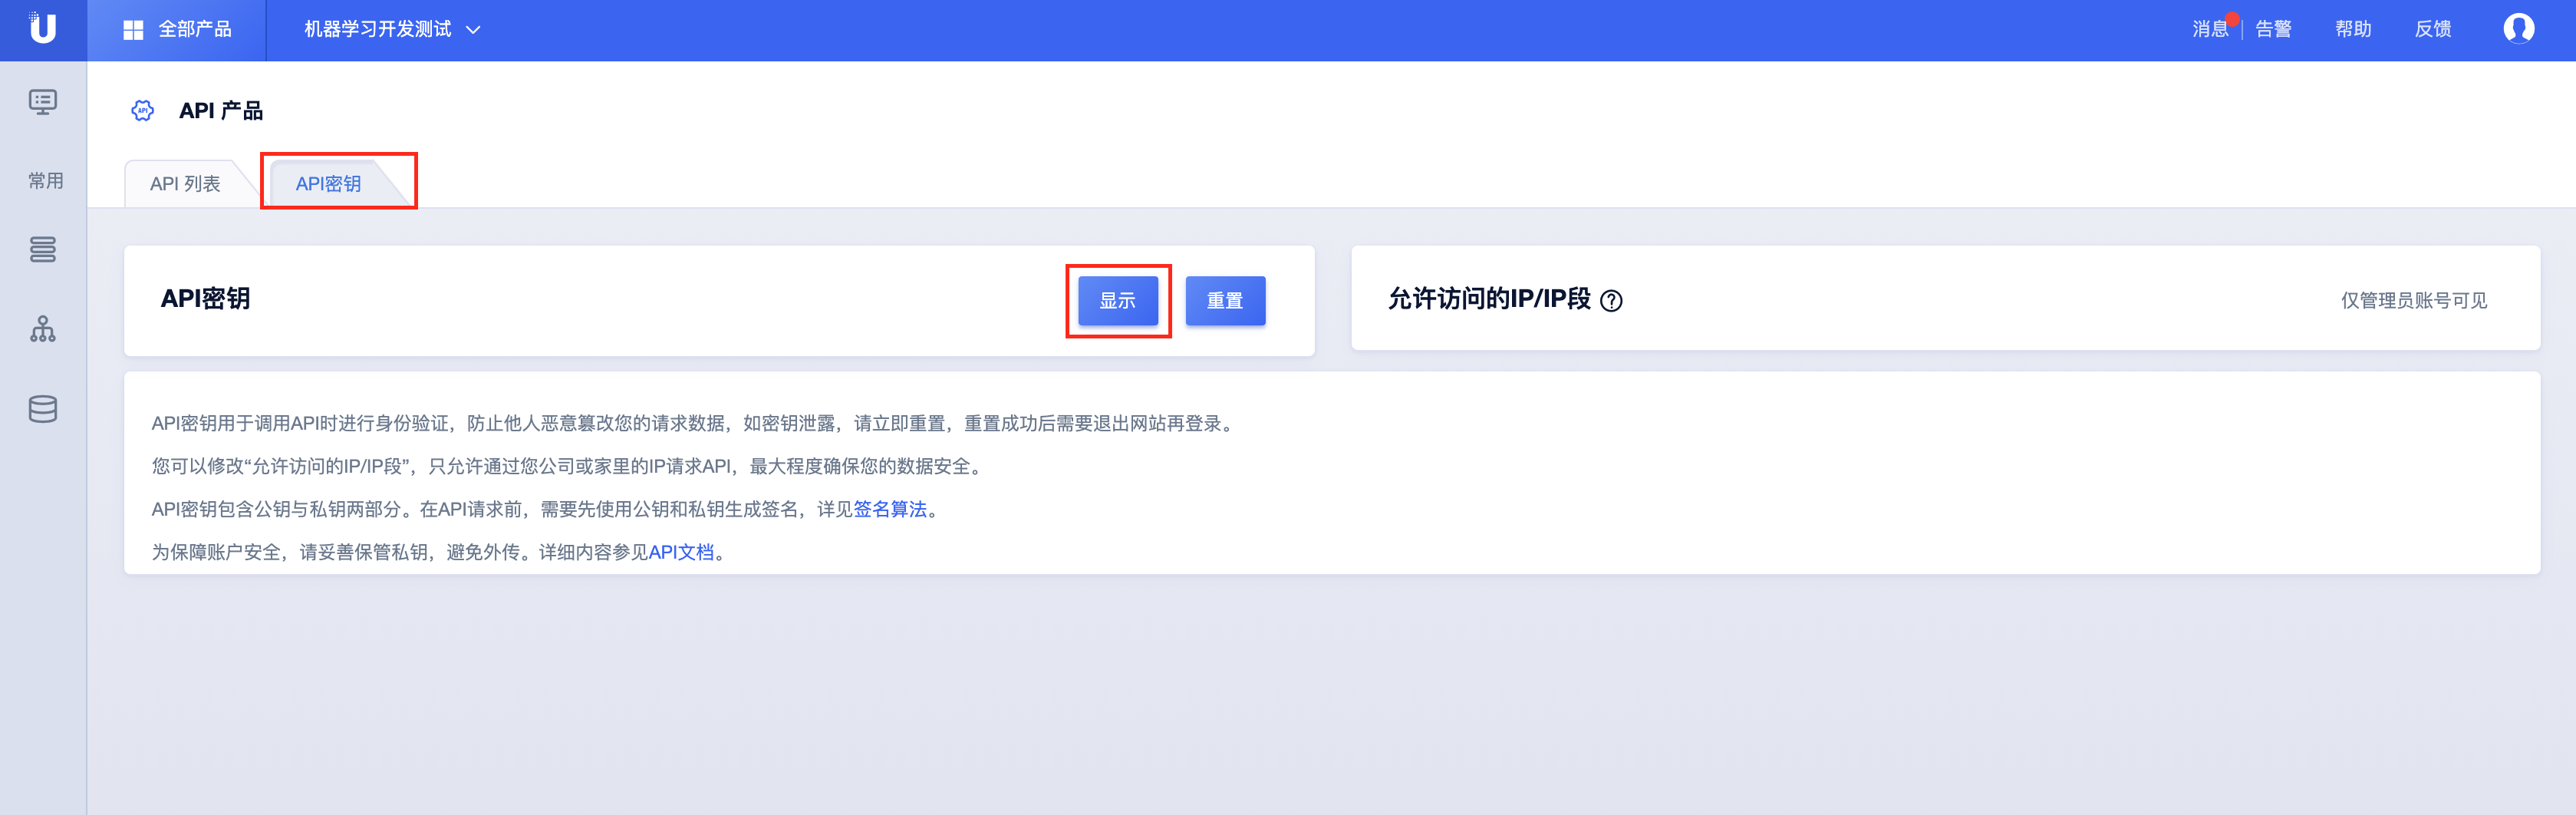 U 全部产品 机器学习开发测试 消息 告警 帮助 反馈
API API 产品
常用
API 列表 API密钥
API密钥 显示 重置
允许访问的IP/IP段 ? 仅管理员账号可见
API密钥用于调用API时进行身份验证，防止他人恶意篡改您的请求数据，如密钥泄露，请立即重置，重置成功后需要退出网站再登录。
您可以修改“允许访问的IP/IP段”，只允许通过您公司或家里的IP请求API，最大程度确保您的数据安全。
API密钥包含公钥与私钥两部分。在API请求前，需要先使用公钥和私钥生成签名，详见签名算法。
为保障账户安全，请妥善保管私钥，避免外传。详细内容参见API文档。